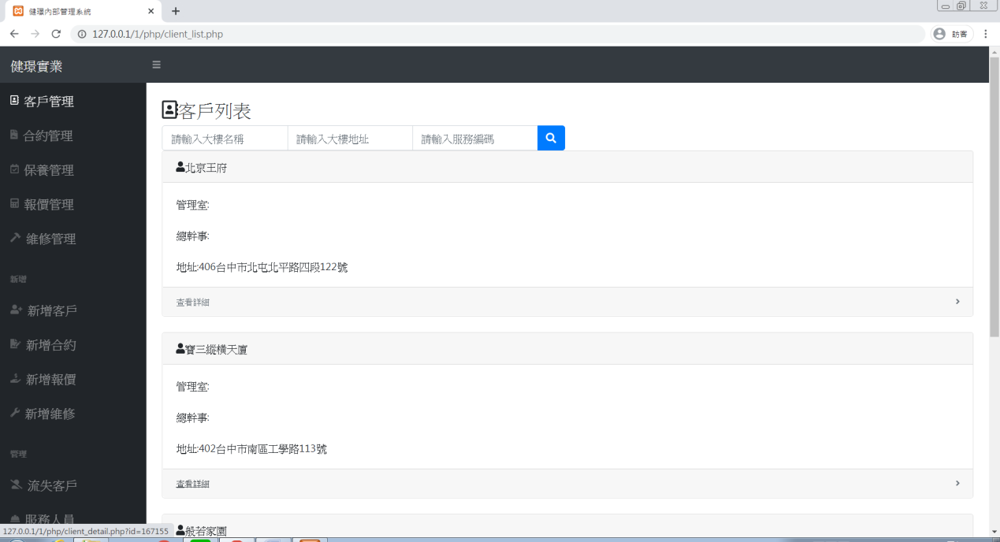 健璟內部管理系統
127.0.0.1/1/php/client_list.php
訪客
健璟實業
客戶管理
合約管理
保養管理
報價管理
維修管理
新增
新增客戶
新增合約
新增報價
新增維修
管理
流失客戶
服務人員
客戶列表
請輸入大樓名稱
請輸入大樓地址
請輸入服務編碼
北京王府
管理室:
總幹事:
地址:406台中市北屯北平路四段122號
查看詳細
寶三縱橫天廈
管理室:
總幹事:
地址:402台中市南區工學路113號
查看詳細
般若家園
127.0.0.1/1/php/client_detail.php?id=167155